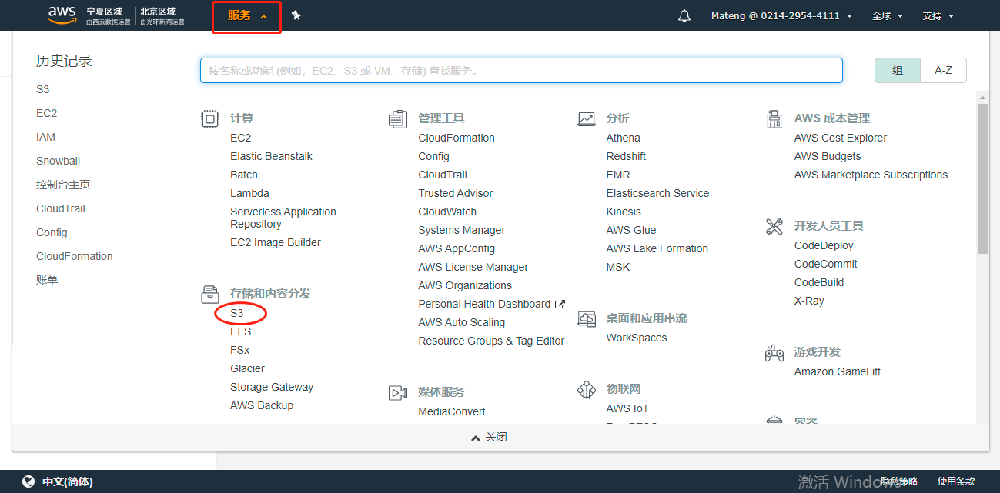 aws 宁夏区域 北京区域
由西云数据运营 由光环新网运营
服务
Mateng @ 0214-2954-4111 全球 支持
历史记录
S3
EC2
IAM
Snowball
控制台主页
CloudTrail
Config
CloudFormation
账单
按名称或功能 (例如，EC2、S3 或 VM、存储) 查找服务。
组 A-Z
计算
EC2
Elastic Beanstalk
Batch
Lambda
Serverless Application
Repository
EC2 Image Builder
存储和内容分发
S3
EFS
FSx
Glacier
Storage Gateway
AWS Backup
管理工具
CloudFormation
Config
CloudTrail
Trusted Advisor
CloudWatch
Systems Manager
AWS AppConfig
AWS License Manager
AWS Organizations
Personal Health Dashboard
AWS Auto Scaling
Resource Groups & Tag Editor
媒体服务
MediaConvert
分析
Athena
Redshift
EMR
Elasticsearch Service
Kinesis
AWS Glue
AWS Lake Formation
MSK
桌面和应用串流
WorkSpaces
物联网
AWS IoT
AWS 成本管理
AWS Cost Explorer
AWS Budgets
AWS Marketplace Subscriptions
开发人员工具
CodeDeploy
CodeCommit
CodeBuild
X-Ray
游戏开发
Amazon GameLift
容器
关闭
中文(简体)
激活 Windows
隐私策略 使用条款